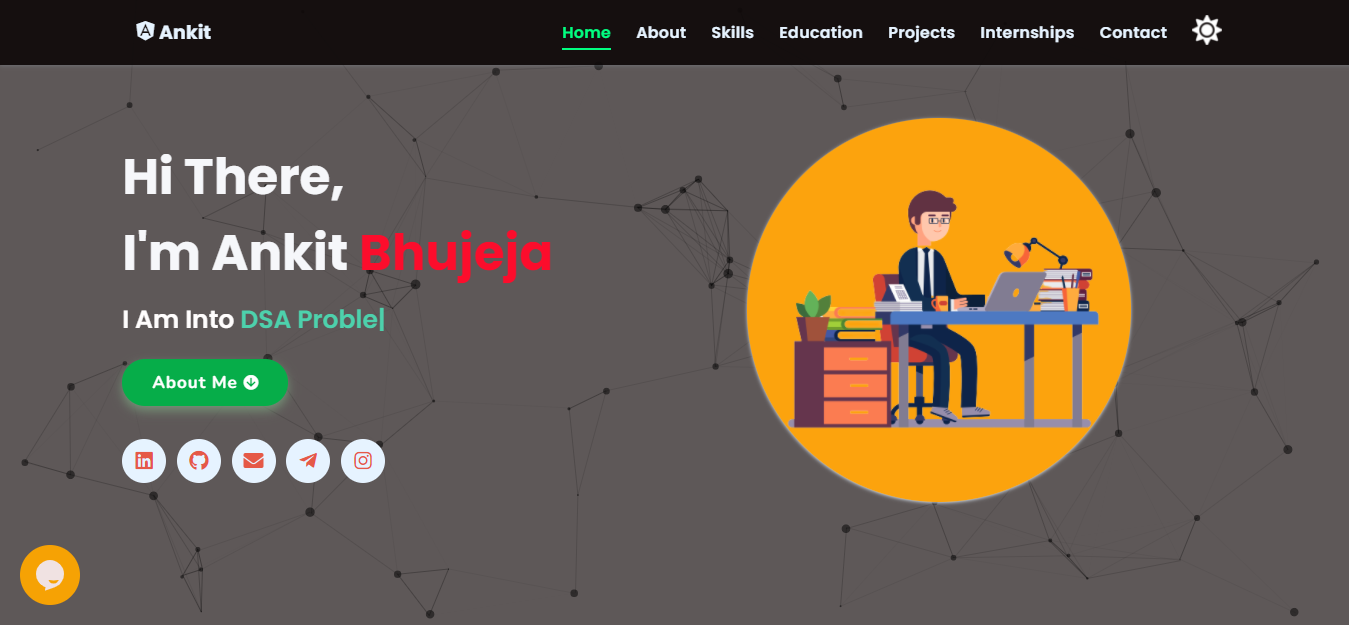 Ankit
Home About Skills Education Projects Internships Contact
Hi There,
I'm Ankit Bhujeja
I Am Into DSA Proble|
About Me